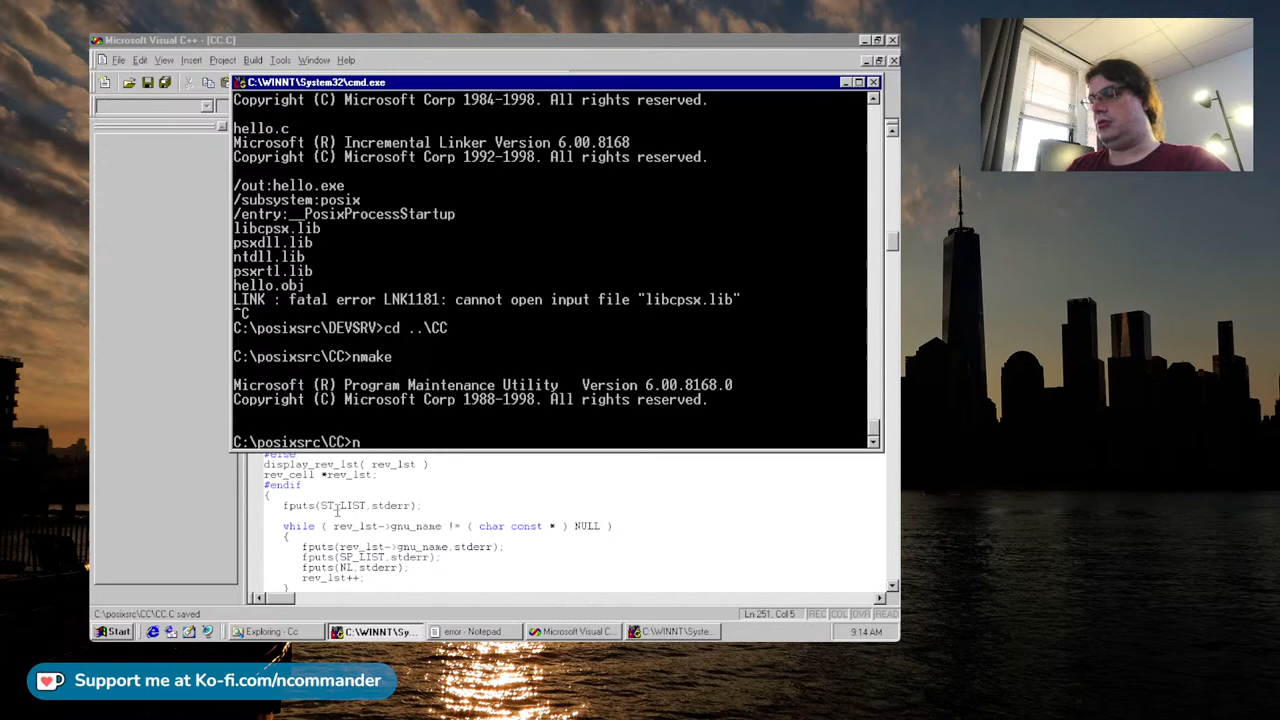 Microsoft Visual C++ - [CC.C]
File Edit View Insert Project Build Tools Window Help
C:\WINNT\System32\cmd.exe
Copyright (C) Microsoft Corp 1984-1998. All rights reserved.
hello.c
Microsoft (R) Incremental Linker Version 6.00.8168
Copyright (C) Microsoft Corp 1992-1998. All rights reserved.
/out:hello.exe
/subsystem:posix
/entry:__PosixProcessStartup
libcpsx.lib
psxdll.lib
ntdll.lib
psxrtl.lib
hello.obj
LINK : fatal error LNK1181: cannot open input file "libcpsx.lib"
^C
C:\posixsrc\DEVSRV>cd ..\CC
C:\posixsrc\CC>nmake
Microsoft (R) Program Maintenance Utility   Version 6.00.8168.0
Copyright (C) Microsoft Corp 1988-1998. All rights reserved.
C:\posixsrc\CC>n
#else
display_rev_lst( rev_lst )
rev_cell *rev_lst;
#endif
{
fputs(STrLIST,stderr);
while ( rev_lst->gnu_name != ( char const * ) NULL )
{
fputs(rev_lst->gnu_name,stderr);
fputs(SP_LIST,stderr);
fputs(NL,stderr);
rev_lst++;
}
C:\posixsrc\CC\CC.C saved
Ln 251, Col 5 REC COL OVR READ
Start Exploring - Cc C:\WINNT\Sy... error - Notepad Microsoft Visual C... C:\WINNT\Syste... 9:14 AM
Support me at Ko-fi.com/ncommander